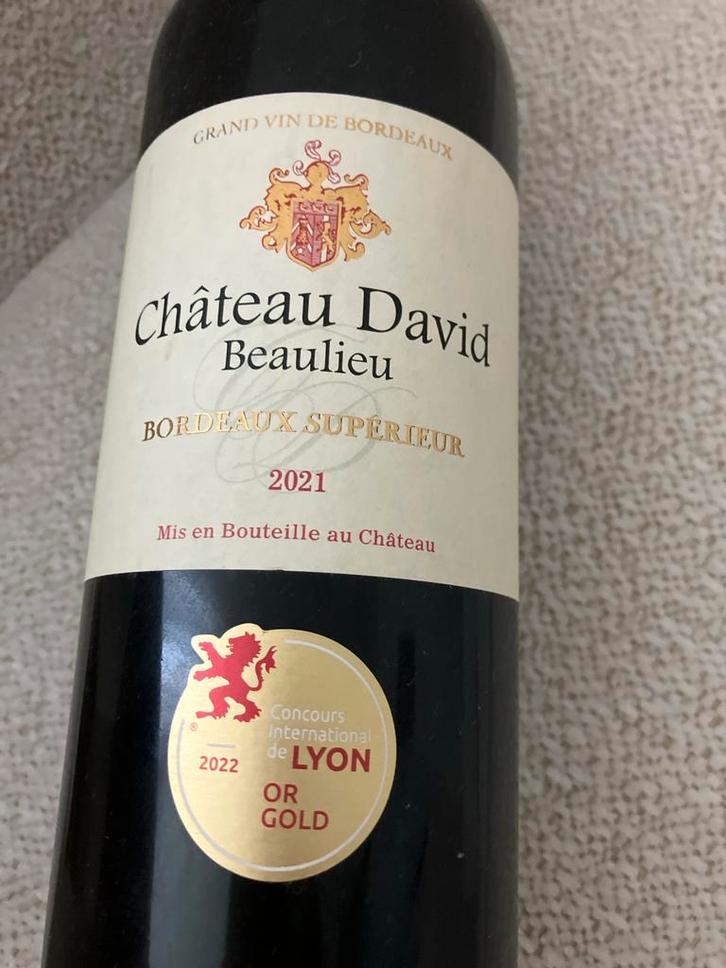 GRAND VIN DE BORDEAUX
Château David
Beaulieu
BORDEAUX SUPÉRIEUR
2021
Mis en Bouteille au Château
Concours
International
de LYON
2022
OR
GOLD
®